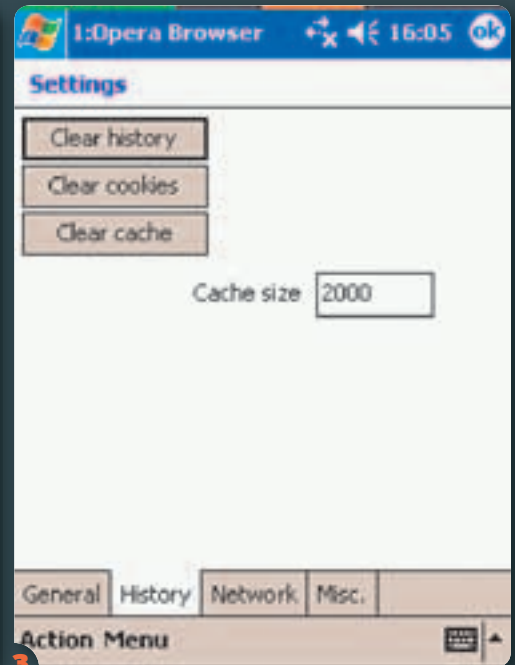 1:Opera Browser 16:05 ok
Settings
Clear history
Clear cookies
Clear cache
Cache size 2000
General History Network Misc.
Action Menu
3